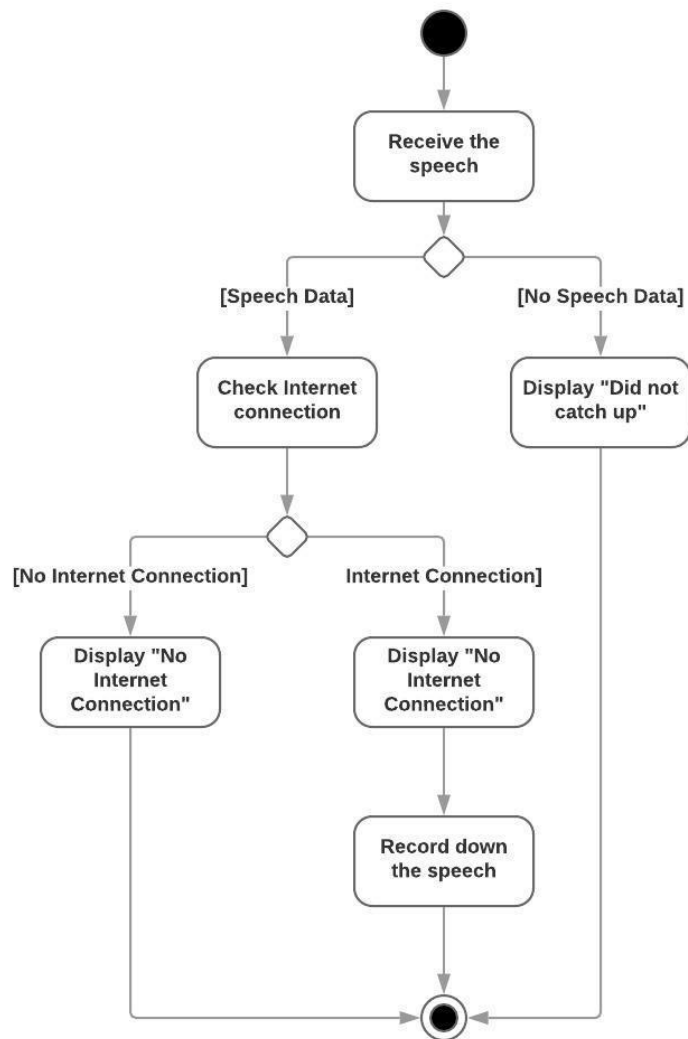 Receive the
speech
[Speech Data]
[No Speech Data]
Check Internet
connection
Display "Did not
catch up"
[No Internet Connection]
Internet Connection]
Display "No
Internet
Connection"
Display "No
Internet
Connection"
Record down
the speech